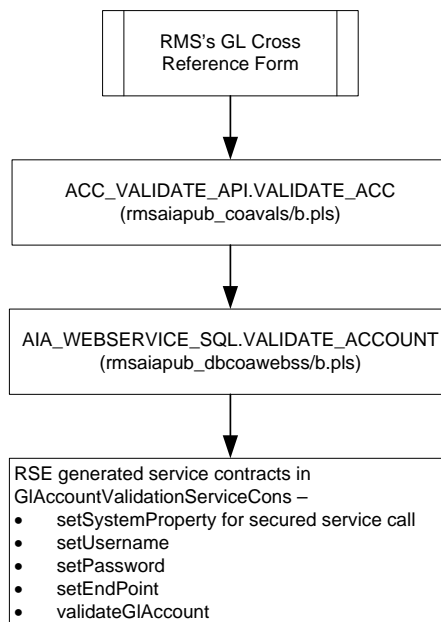 RMS's GL Cross
Reference Form
ACC_VALIDATE_API.VALIDATE_ACC
(rmsaiapub_coavals/b.pls)
AIA_WEBSERVICE_SQL.VALIDATE_ACCOUNT
(rmsaiapub_dbcoawebss/b.pls)
RSE generated service contracts in
GlAccountValidationServiceCons –
• setSystemProperty for secured service call
• setUsername
• setPassword
• setEndPoint
• validateGlAccount